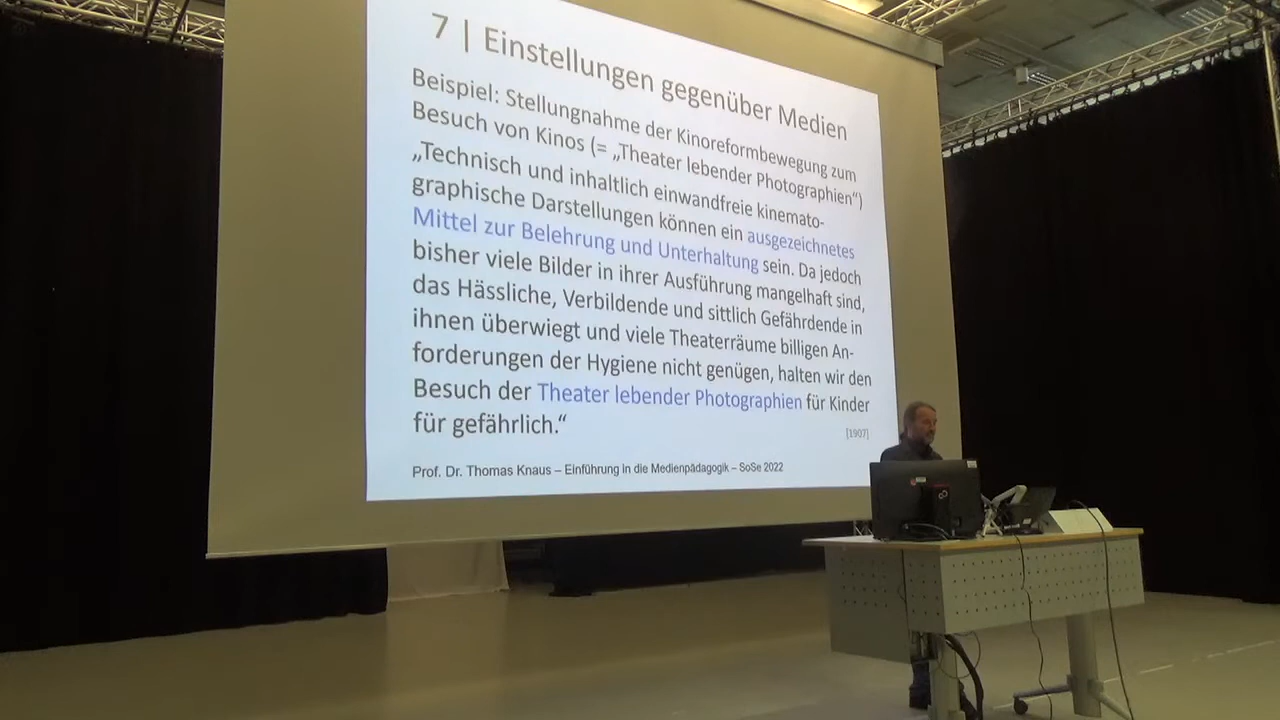 7 | Einstellungen gegenüber Medien
Beispiel: Stellungnahme der Kinoreformbewegung zum
Besuch von Kinos (= „Theater lebender Photographien“)
„Technisch und inhaltlich einwandfreie kinemato-
graphische Darstellungen können ein ausgezeichnetes
Mittel zur Belehrung und Unterhaltung sein. Da jedoch
bisher viele Bilder in ihrer Ausführung mangelhaft sind,
das Hässliche, Verbildende und sittlich Gefährdende in
ihnen überwiegt und viele Theaterräume billigen An-
forderungen der Hygiene nicht genügen, halten wir den
Besuch der Theater lebender Photographien für Kinder
für gefährlich.“
[1907]
Prof. Dr. Thomas Knaus – Einführung in die Medienpädagogik – SoSe 2022